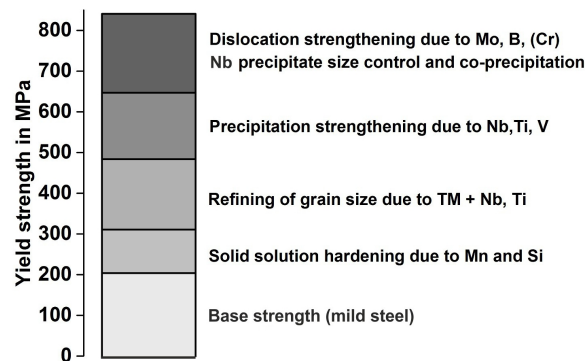 800
700
600
500
400
300
200
100
0
Yield strength in MPa
Dislocation strengthening due to Mo, B, (Cr)
Nb precipitate size control and co-precipitation
Precipitation strengthening due to Nb,Ti, V
Refining of grain size due to TM + Nb, Ti
Solid solution hardening due to Mn and Si
Base strength (mild steel)